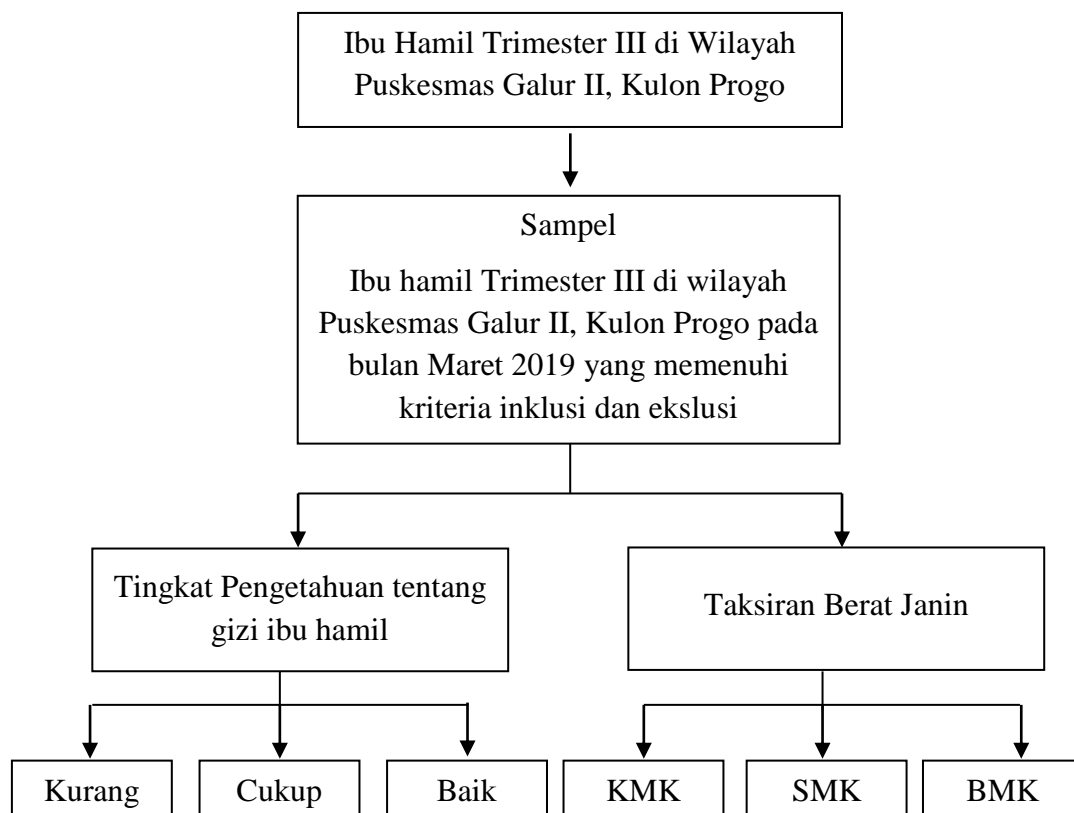 Ibu Hamil Trimester III di Wilayah
Puskesmas Galur II, Kulon Progo
Sampel
Ibu hamil Trimester III di wilayah
Puskesmas Galur II, Kulon Progo pada
bulan Maret 2019 yang memenuhi
kriteria inklusi dan ekslusi
Tingkat Pengetahuan tentang
gizi ibu hamil
Taksiran Berat Janin
Kurang
Cukup
Baik
KMK
SMK
BMK